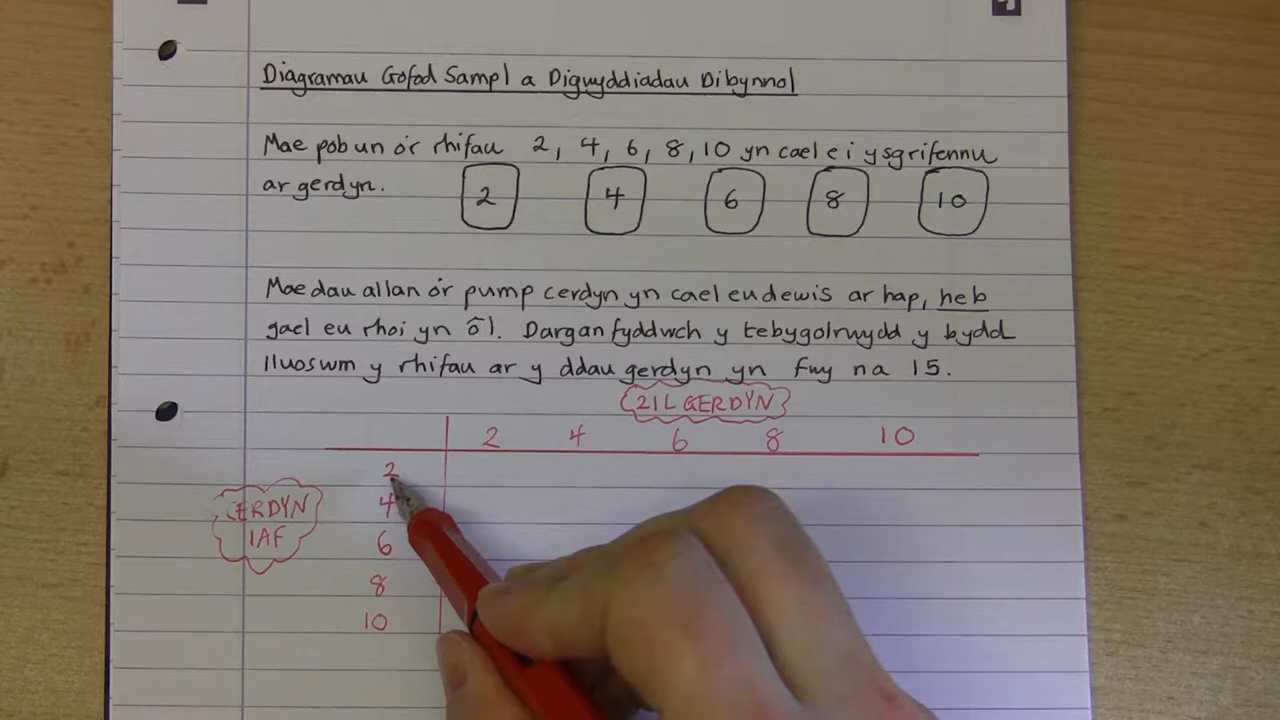 Diagramau Gofod Sampl a Digwyddiadau Dibynnol
Mae pob un o'r rhifau 2, 4, 6, 8, 10 yn cael ei ysgrifennu
ar gerdyn. 2 4 6 8 10
Mae dau allan o'r pump cerdyn yn cael eu dewis ar hap, heb
gael eu rhoi yn ôl. Darganfyddwch y tebygolrwydd y bydd
lluoswm y rhifau ar y ddau gerdyn yn fwy na 15.
2IL GERDYN
2 4 6 8 10
2
4
CERDYN
1AF
6
8
10